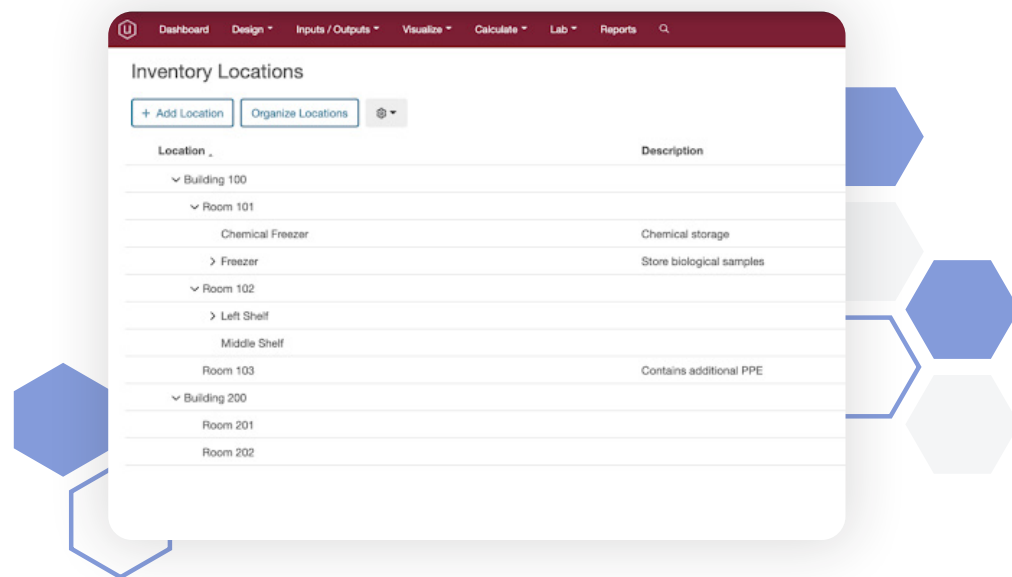 Dashboard Design Inputs / Outputs Visualize Calculate Lab Reports
Inventory Locations
+ Add Location Organize Locations
Location Description
Building 100
Room 101
Chemical Freezer Chemical storage
Freezer Store biological samples
Room 102
Left Shelf
Middle Shelf
Room 103 Contains additional PPE
Building 200
Room 201
Room 202